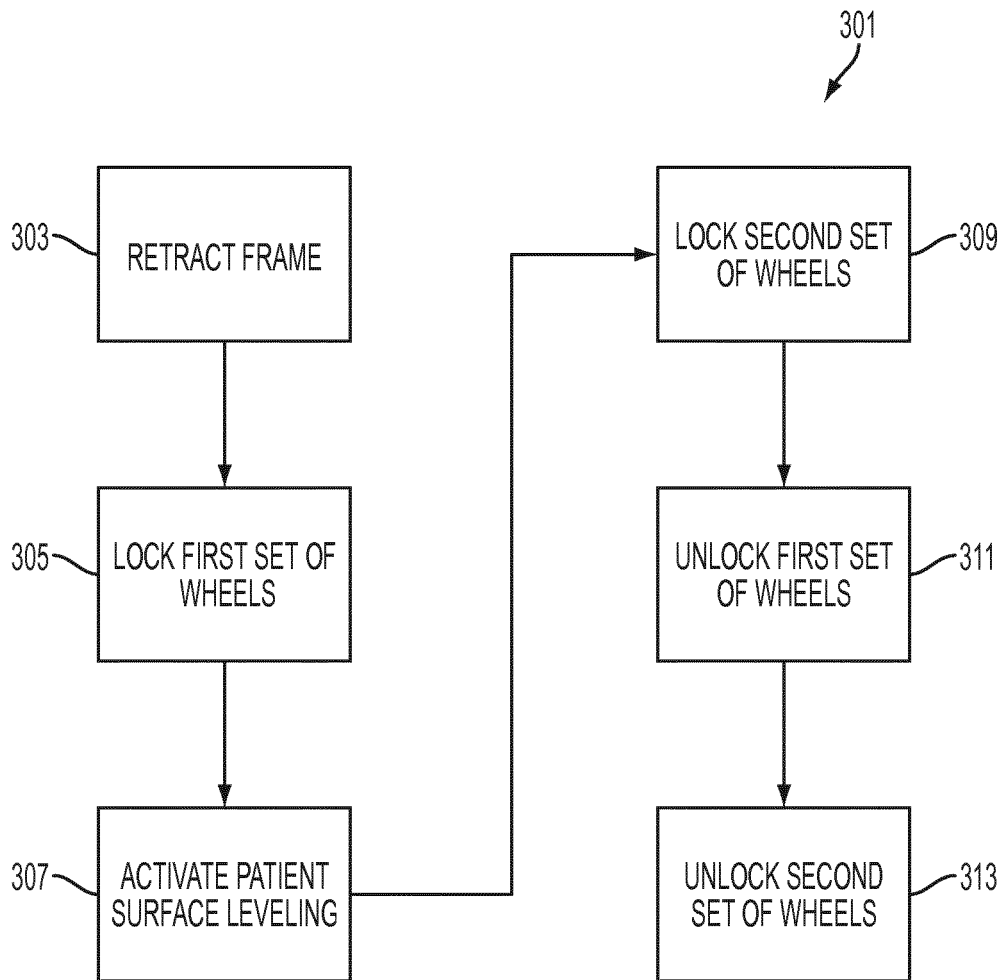 301
303
RETRACT FRAME
305
LOCK FIRST SET OF
WHEELS
307
ACTIVATE PATIENT
SURFACE LEVELING
LOCK SECOND SET
OF WHEELS
309
UNLOCK FIRST SET
OF WHEELS
311
UNLOCK SECOND
SET OF WHEELS
313